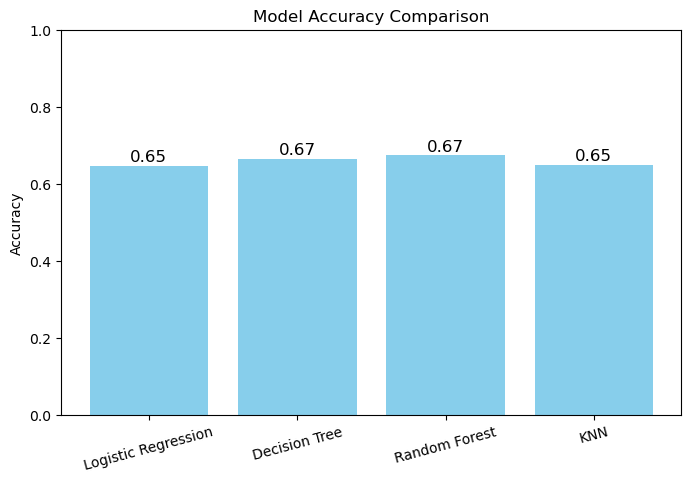 Model Accuracy Comparison
1.0
0.8
0.6
0.4
0.2
0.0
Accuracy
0.65
0.67
0.67
0.65
Logistic Regression
Decision Tree
Random Forest
KNN